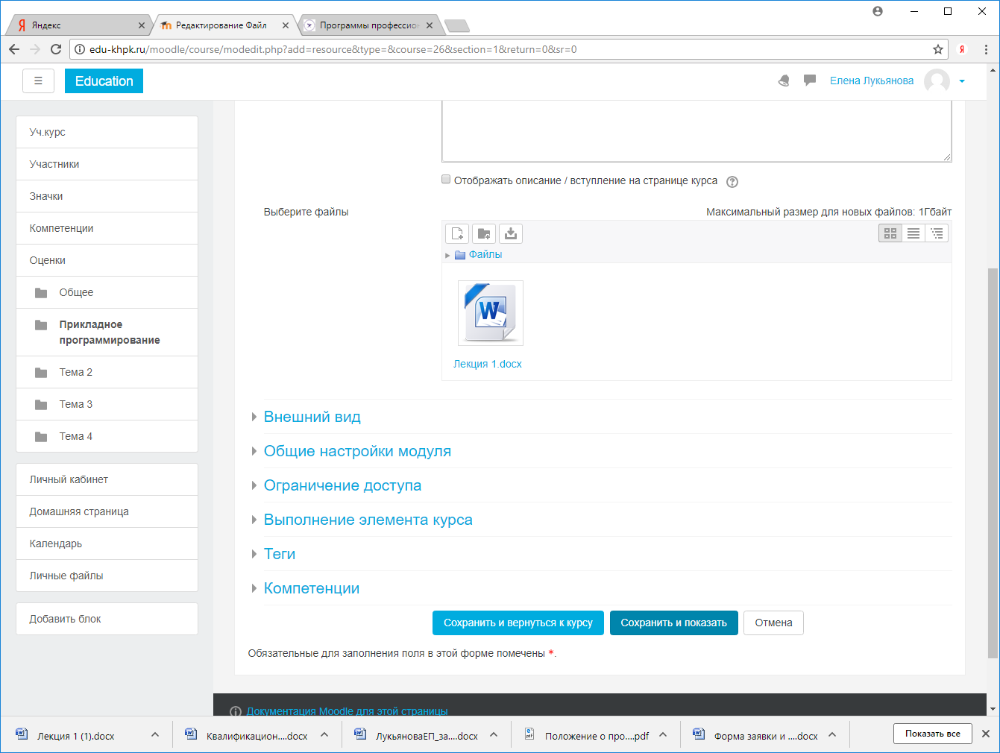 Яндекс
Редактирование Файл
Программы профессион
edu-khpk.ru/moodle/course/modedit.php?add=resource&type=&course=26&section=1&return=0&sr=0
Education
Елена Лукьянова
Уч.курс
Участники
Значки
Компетенции
Оценки
Общее
Прикладное
программирование
Тема 2
Тема 3
Тема 4
Личный кабинет
Домашняя страница
Календарь
Личные файлы
Добавить блок
Отображать описание / вступление на странице курса
Выберите файлы
Максимальный размер для новых файлов: 1Гбайт
Файлы
Лекция 1.docx
Внешний вид
Общие настройки модуля
Ограничение доступа
Выполнение элемента курса
Теги
Компетенции
Сохранить и вернуться к курсу
Сохранить и показать
Отмена
Обязательные для заполнения поля в этой форме помечены *.
Документация Moodle для этой страницы
Лекция 1 (1).docx
Квалификацион....docx
ЛукьяноваЕП_за....docx
Положение о про....pdf
Форма заявки и ....docx
Показать все